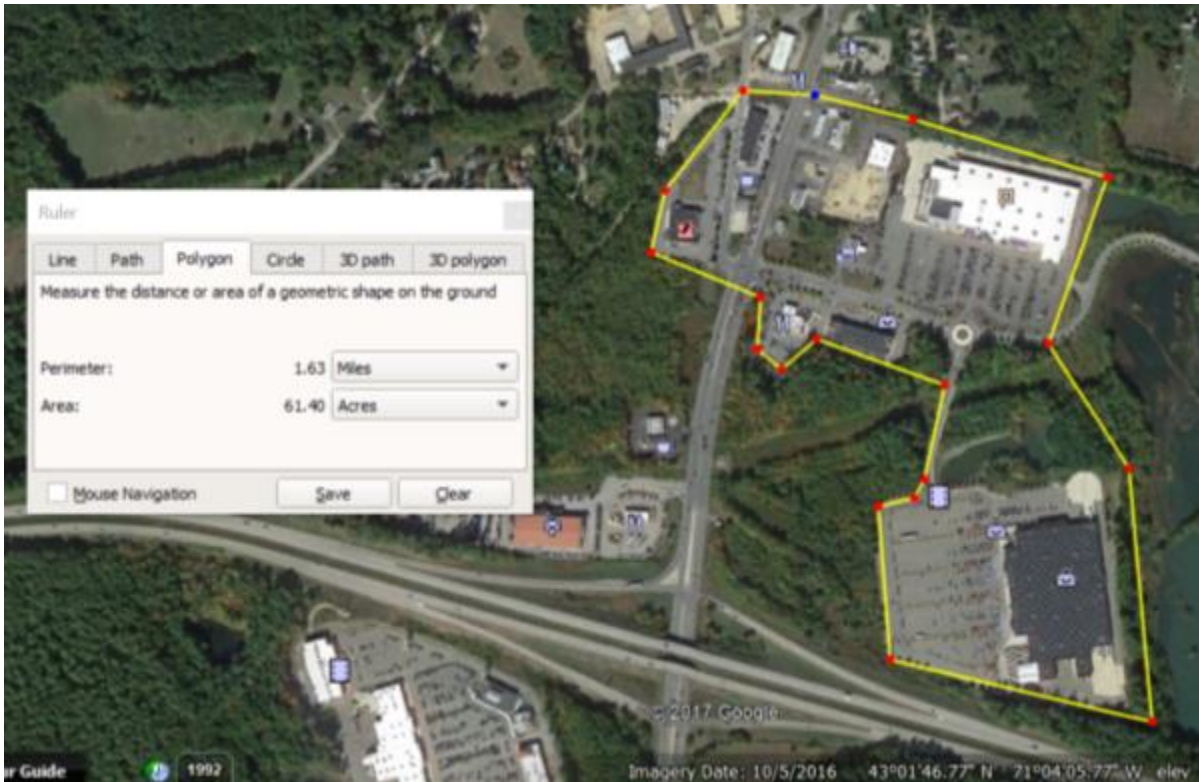 Ruler
Line Path Polygon Circle 3D path 3D polygon
Measure the distance or area of a geometric shape on the ground
Perimeter: 1.63 Miles
Area: 61.40 Acres
Mouse Navigation Save Clear
© 2017 Google
ur Guide 1992 Imagery Date: 10/5/2016 43°01'46.77" N 71°04'05.77" W elev